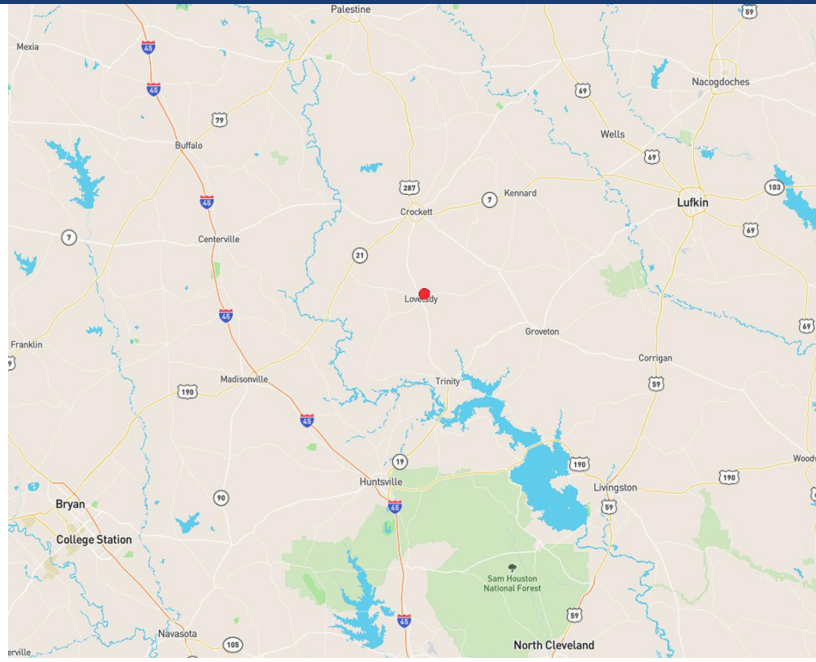 Palestine
59
Mexia
45
Nacogdoches
45
69
79
Wells
Buffalo
69
287
103
Kennard
45
7
Lufkin
Crockett
69
7
Centerville
21
Lovelady
45
69
Groveton
Franklin
Corrigan
Madisonville
Trinity
59
190
45
19
190
Woodv
Huntsville
190
Livingston
90
Bryan
45
59
College Station
Sam Houston
National Forest
59
45
Navasota
105
North Cleveland
erville